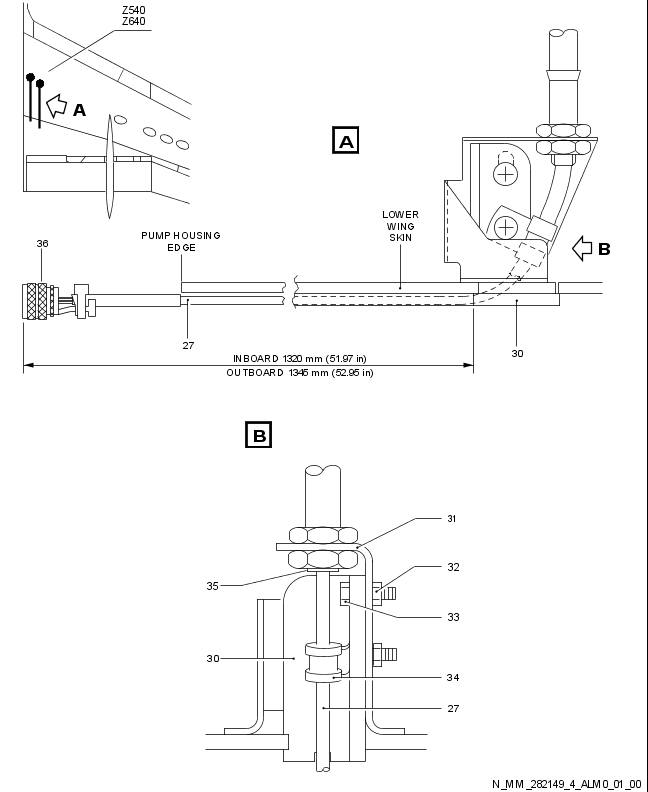 Z540
Z640
A
A
LOWER
WING
SKIN
PUMP HOUSING
EDGE
36
B
27
30
INBOARD 1320 mm (51.97 in)
OUTBOARD 1345 mm (52.95 in)
B
31
32
35
33
30
34
27
N_MM_282149_4_ALM0_01_00